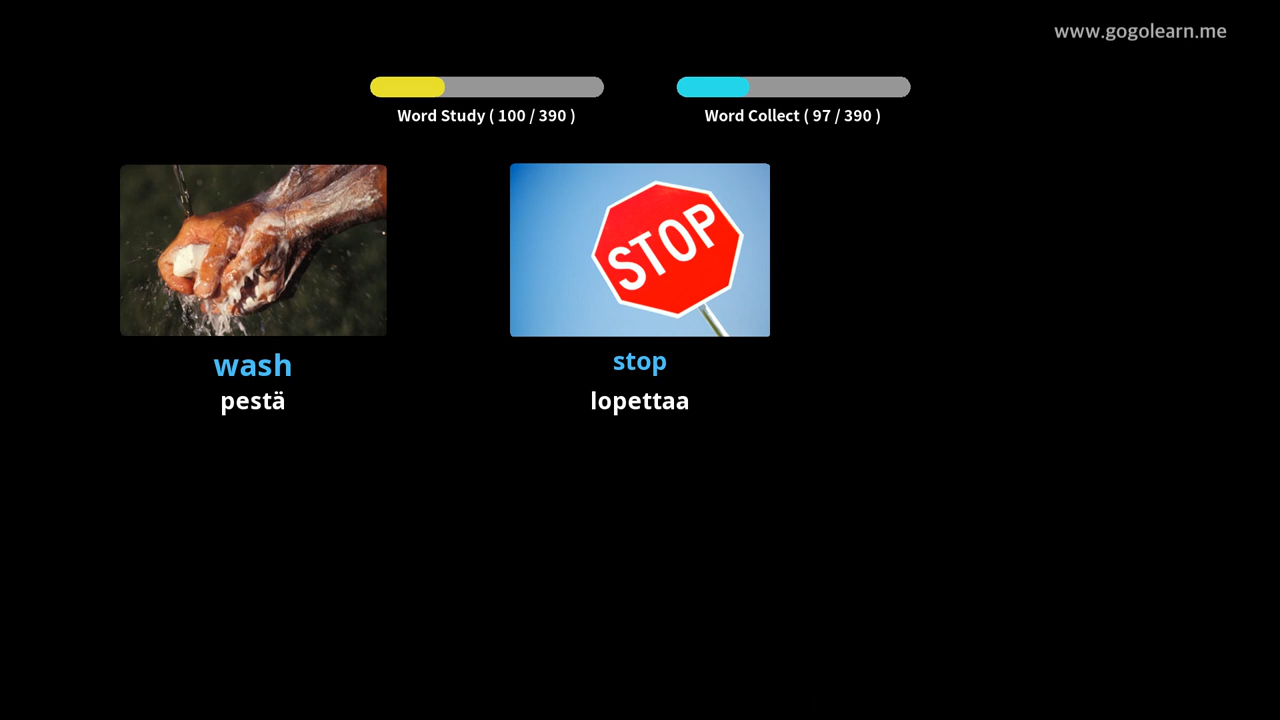 www.gogolearn.me
Word Study ( 100 / 390 )
Word Collect ( 97 / 390 )
STOP
wash
pestä
stop
lopettaa